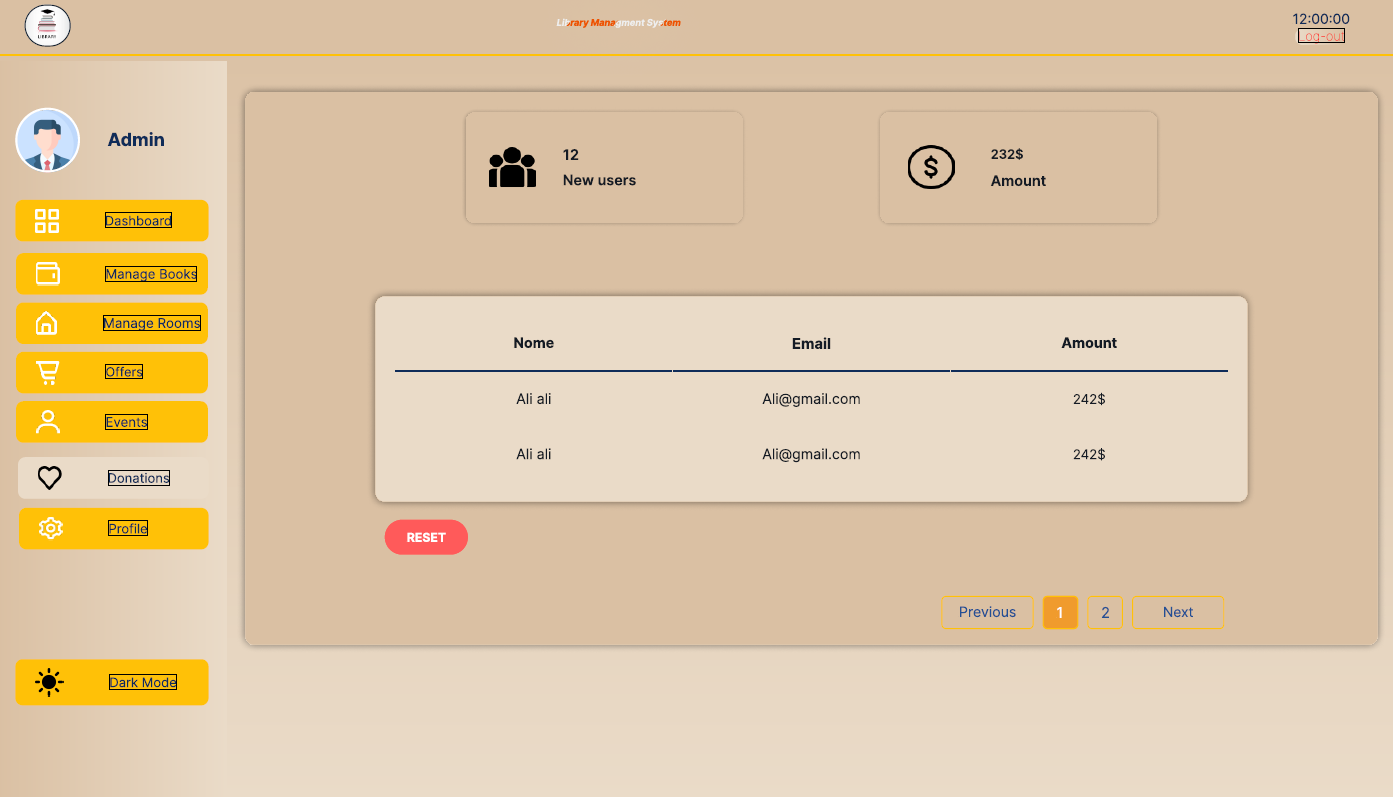 LIBRARY
Library Managment System
12:00:00
Log-out
Admin
Dashboard
Manage Books
Manage Rooms
Offers
Events
Donations
Profile
Dark Mode
12
New users
232$
Amount
Nome Email Amount
Ali ali Ali@gmail.com 242$
Ali ali Ali@gmail.com 242$
RESET
Previous 1 2 Next